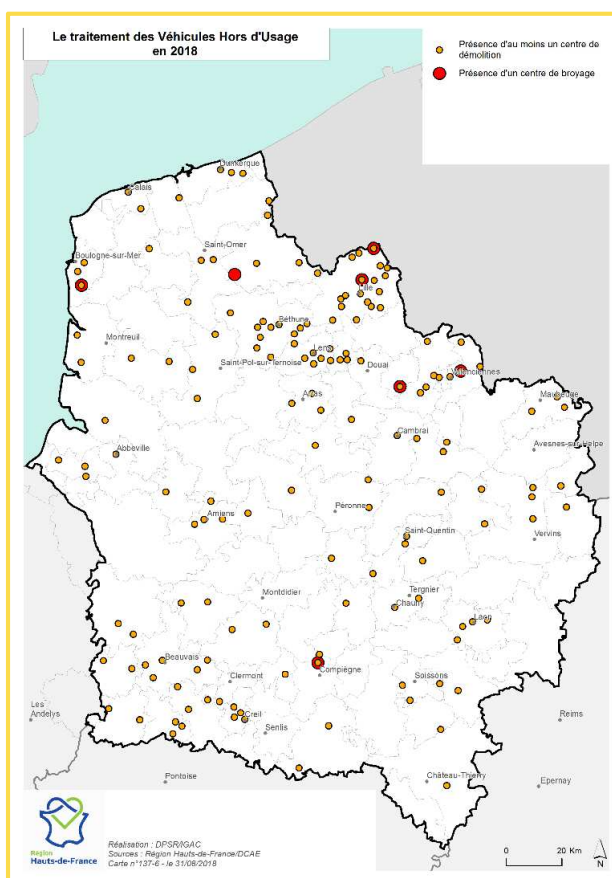 Le traitement des Véhicules Hors d'Usage
en 2018
Présence d'au moins un centre de
démolition
Présence d'un centre de broyage
Dunkerque
Calais
Saint-Omer
Boulogne-sur-Mer
Lille
Béthune
Montreuil
Lens
Saint-Pol-sur-Ternoise
Douai
Valenciennes
Arras
Maubeuge
Cambrai
Avesnes-sur-Helpe
Abbeville
Péronne
Amiens
Saint-Quentin
Vervins
Montdidier
Tergnier
Chauny
Laon
Beauvais
Clermont
Compiègne
Soissons
Les
Andelys
Creil
Senlis
Reims
Pontoise
Château-Thierry
Epernay
Région
Hauts-de-France
Réalisation : DPSR/IGAC
Sources : Région Hauts-de-France/DCAE
Carte n°137-6 - le 31/08/2018
0 20 Km
N